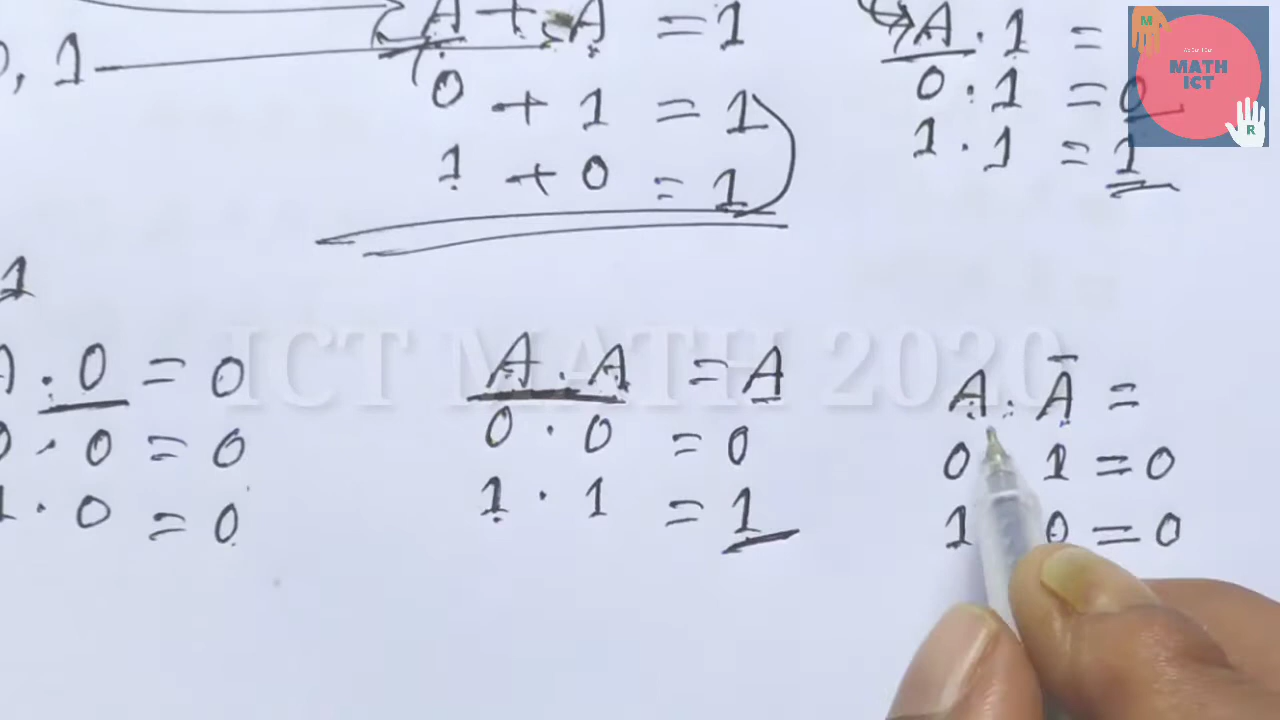 0, 1
A + Ā = 1
0 + 1 = 1
1 + 0 = 1
A . 1 =
0 . 1 = 0
1 . 1 = 1
M
MATH
ICT
R
1
A . 0 = 0
0 . 0 = 0
1 . 0 = 0
ICT MATH 2020
A . A = A
0 . 0 = 0
1 . 1 = 1
A . Ā =
0 1 = 0
1 0 = 0